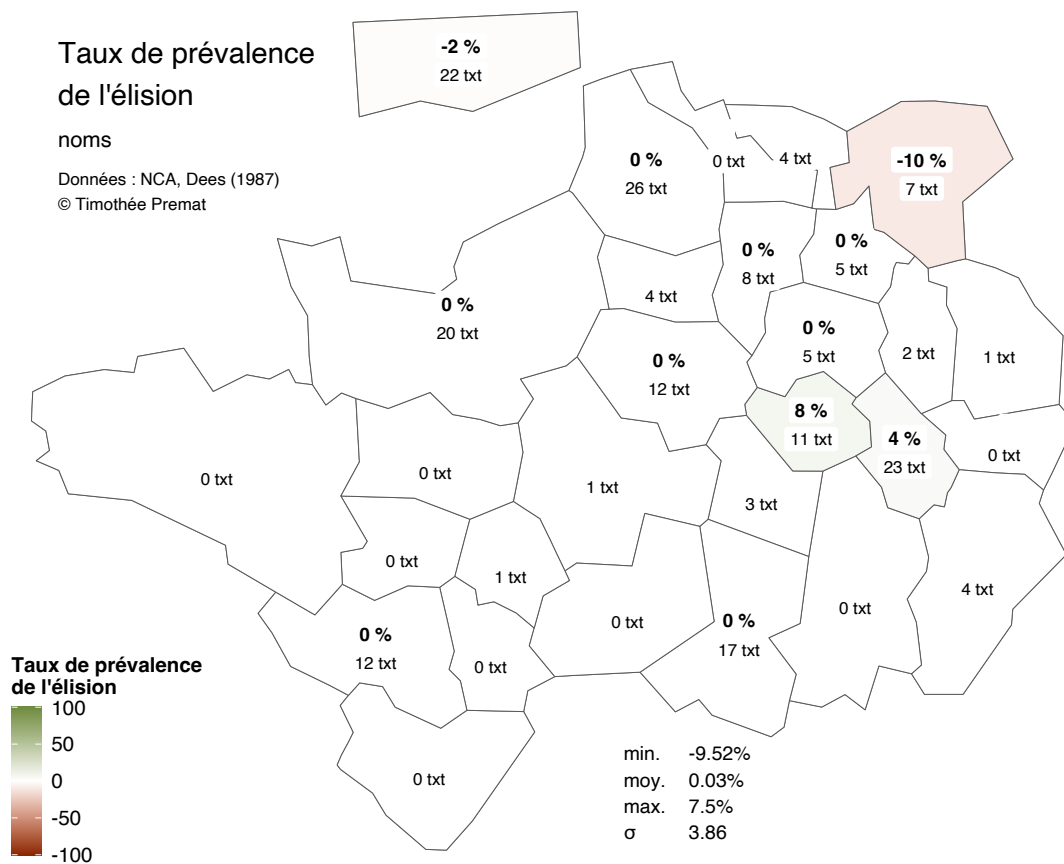 Taux de prévalence
de l'élision
noms
Données : NCA, Dees (1987)
© Timothée Premat
-2 %
22 txt
0 %
26 txt
0 txt
4 txt
-10 %
7 txt
0 %
8 txt
0 %
5 txt
4 txt
0 %
20 txt
0 %
5 txt
2 txt
1 txt
0 %
12 txt
8 %
11 txt
4 %
23 txt
0 txt
0 txt
0 txt
1 txt
3 txt
0 txt
1 txt
4 txt
0 txt
0 txt
0 %
17 txt
0 %
12 txt
0 txt
0 txt
Taux de prévalence
de l'élision
100
50
0
-50
-100
min. -9.52%
moy. 0.03%
max. 7.5%
σ 3.86